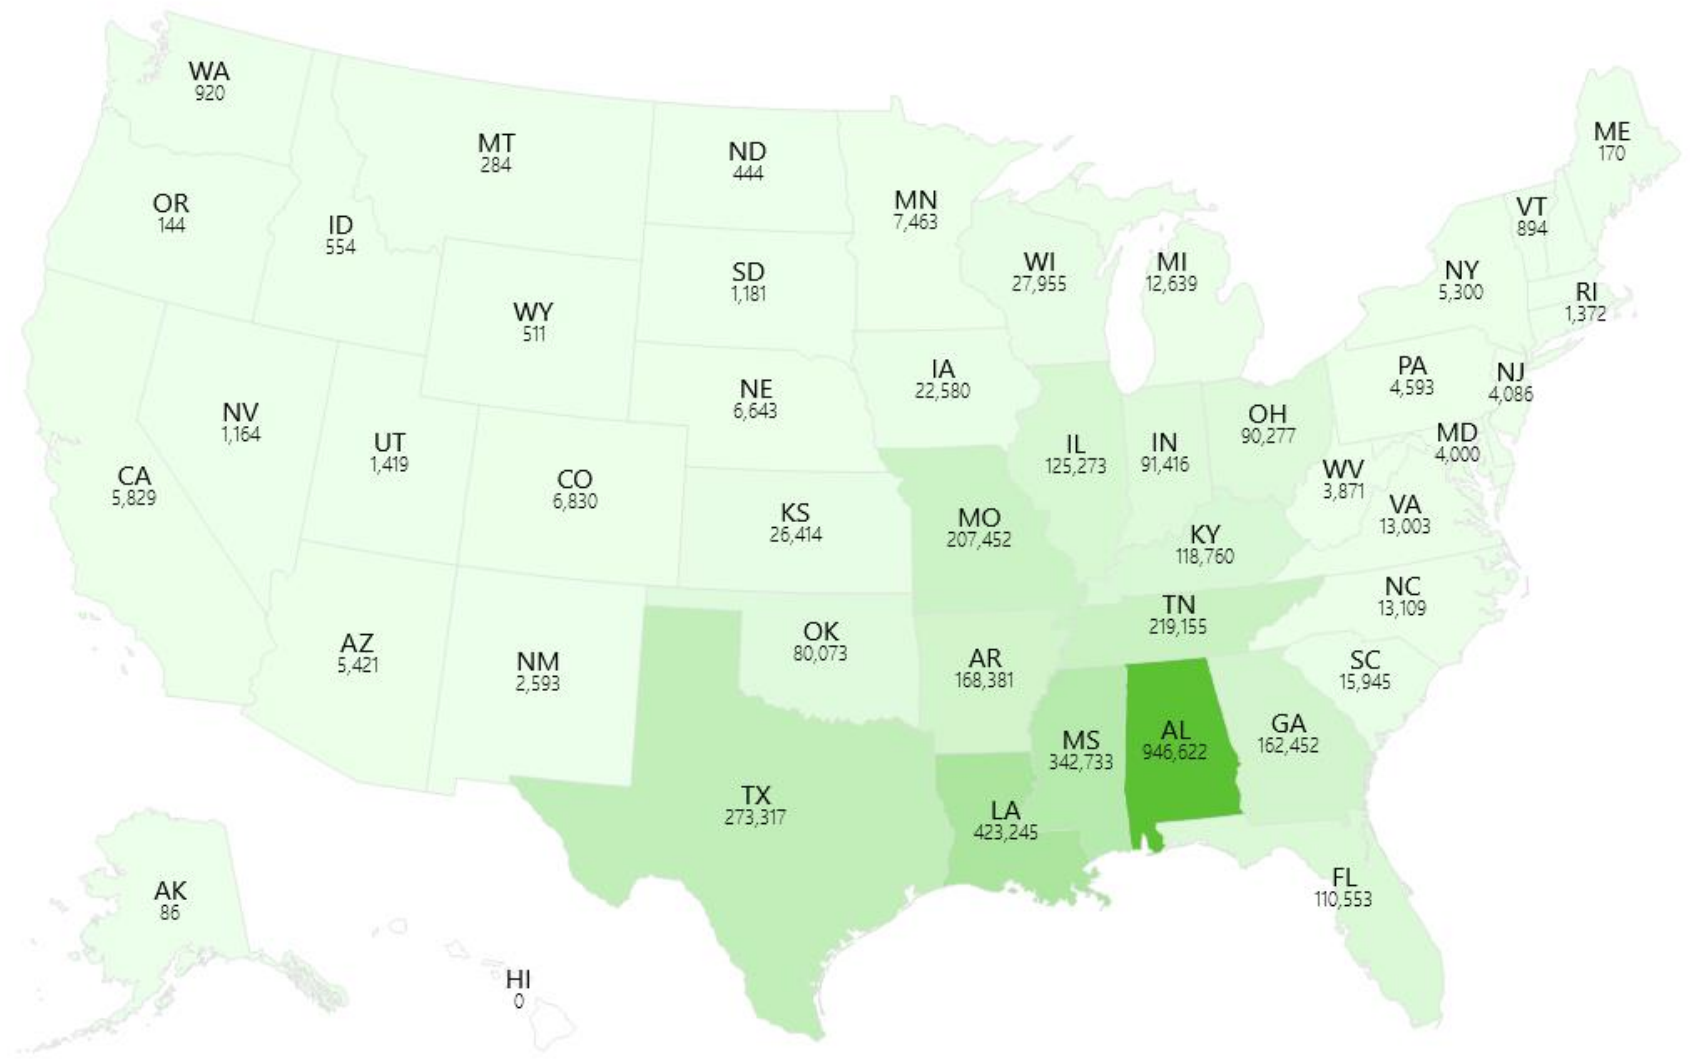 WA
920
MT
284
ND
444
MN
7,463
ME
170
OR
144
ID
554
VT
894
WI
27,955
MI
12,639
NY
5,300
SD
1,181
RI
1,372
WY
511
IA
22,580
PA
4,593
NJ
4,086
NE
6,643
NV
1,164
OH
90,277
UT
1,419
IL
125,273
IN
91,416
MD
4,000
CA
5,829
CO
6,830
WV
3,871
KS
26,414
MO
207,452
VA
13,003
KY
118,760
NC
13,109
TN
219,155
AZ
5,421
NM
2,593
OK
80,073
AR
168,381
SC
15,945
MS
342,733
AL
946,622
GA
162,452
TX
273,317
LA
423,245
FL
110,553
AK
86
HI
0